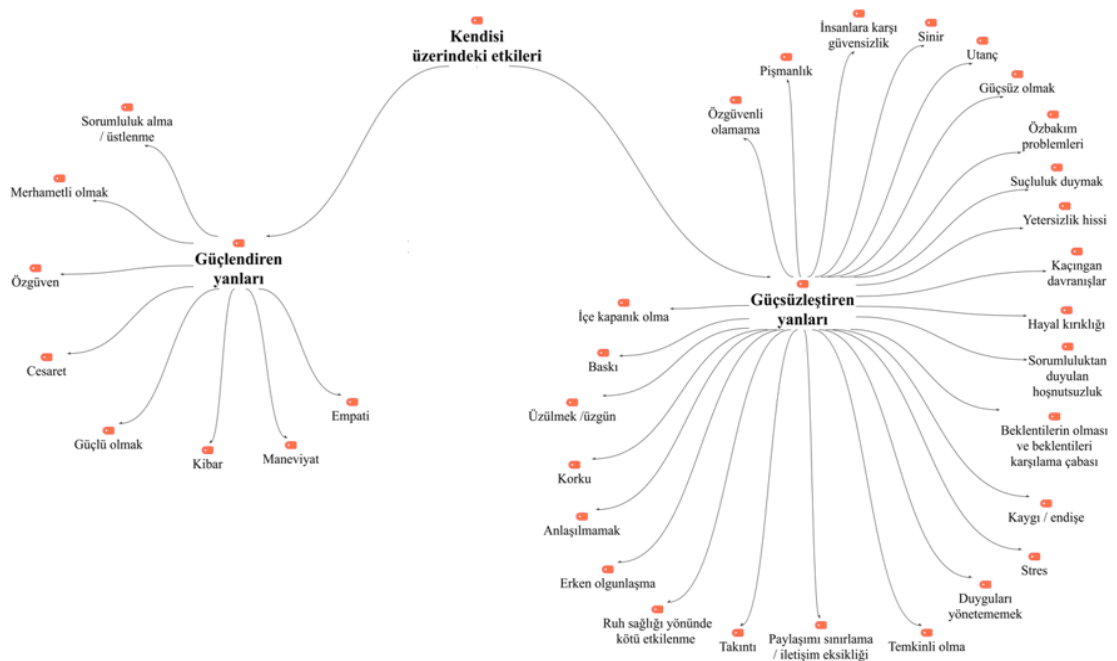 Kendisi
üzerindeki etkileri
Sorumluluk alma
/ üstlenme
Merhametli olmak
Güçlendiren
yanları
Özgüven
Cesaret
Güçlü olmak
Kibar
Maneviyat
Empati
Özgüvenli
olamama
Pişmanlık
İnsanlara karşı
güvensizlik
Sinir
Utanç
Güçsüz olmak
Özbakım
problemleri
Suçluluk duymak
Yetersizlik hissi
Kaçıngan
davranışlar
Güçsüzleştiren
yanları
Hayal kırıklığı
Sorumluluktan
duyulan
hoşnutsuzluk
Beklentilerin olması
ve beklentileri
karşılama çabası
Kaygı / endişe
Stres
Duyguları
yönetememek
Temkinli olma
Paylaşımı sınırlama
/ iletişim eksikliği
Takıntı
Ruh sağlığı yönünde
kötü etkilenme
Erken olgunlaşma
Anlaşılmamak
Korku
Üzülmek /üzgün
Baskı
İçe kapanık olma